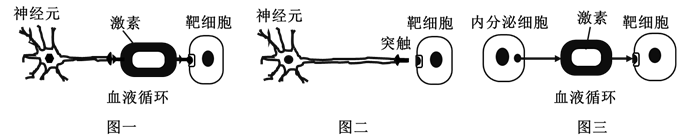 神经元 激素 靶细胞
血液循环
图一
神经元 突触 靶细胞
图二
内分泌细胞 激素 靶细胞
血液循环
图三